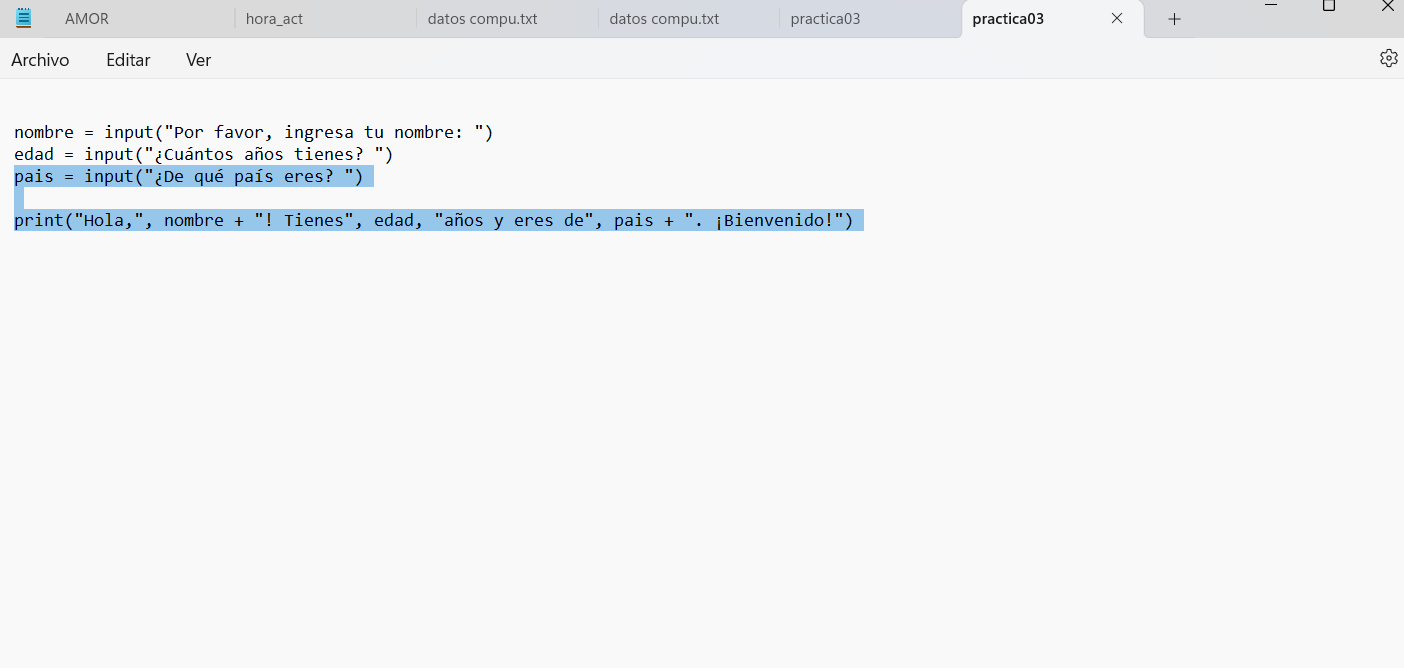 AMOR hora_act datos compu.txt datos compu.txt practica03 practica03
Archivo Editar Ver
nombre = input("Por favor, ingresa tu nombre: ")
edad = input("¿Cuántos años tienes? ")
pais = input("¿De qué país eres? ")
print("Hola,", nombre + "! Tienes", edad, "años y eres de", pais + ". ¡Bienvenido!")